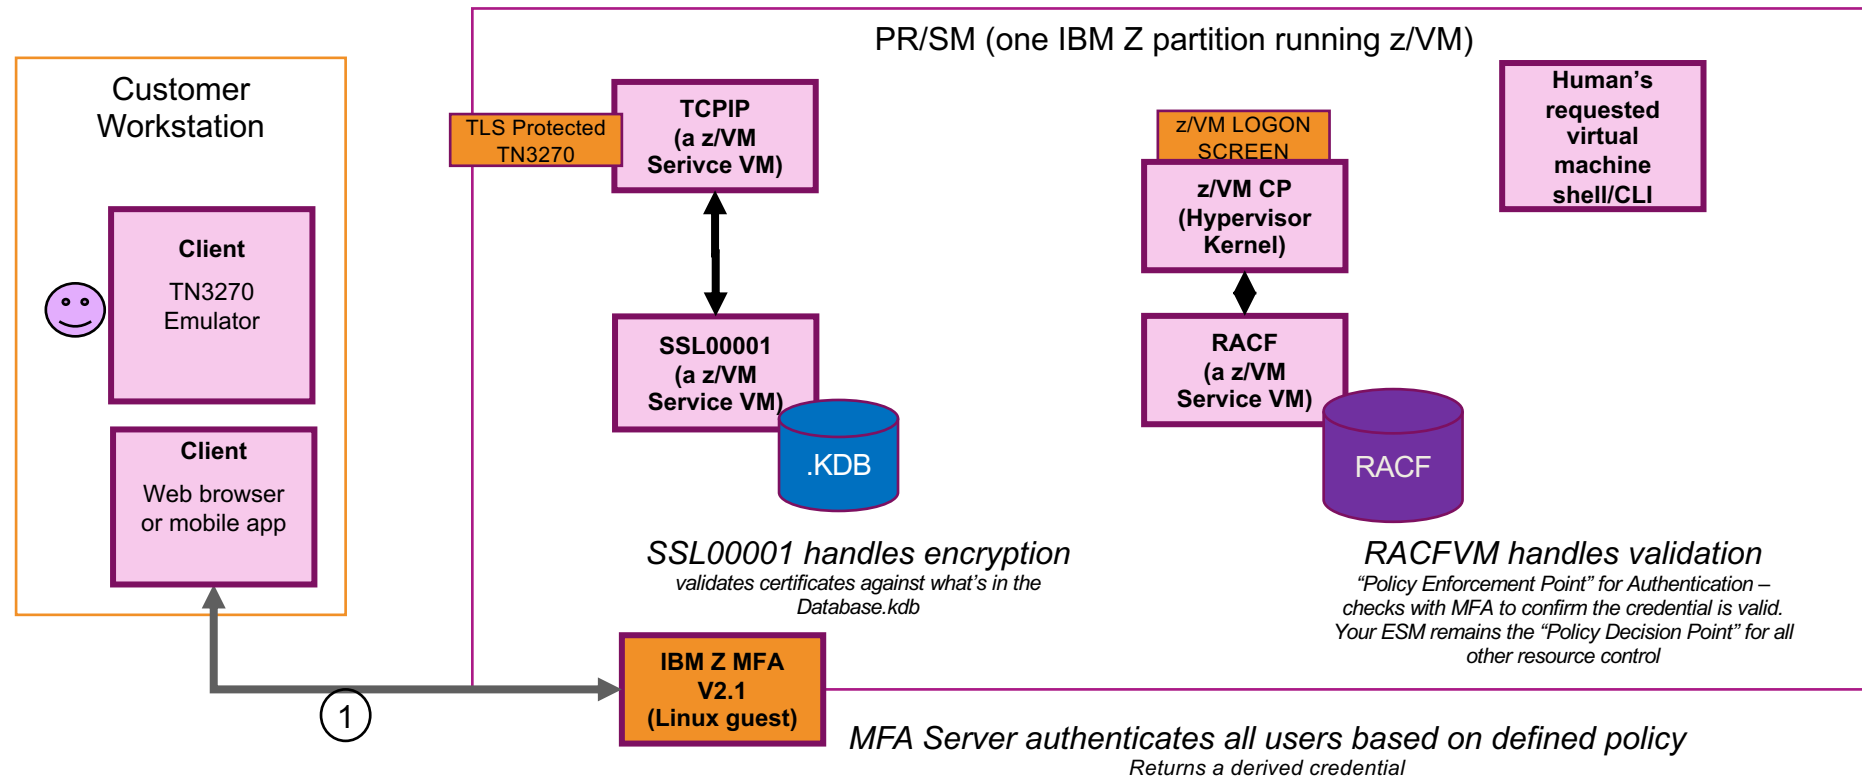 PR/SM (one IBM Z partition running z/VM)
Customer
Workstation
Client
TN3270
Emulator
Client
Web browser
or mobile app
TLS Protected
TN3270
TCPIP
(a z/VM
Serivce VM)
SSL00001
(a z/VM
Service VM)
.KDB
SSL00001 handles encryption
validates certificates against what’s in the
Database.kdb
z/VM LOGON
SCREEN
z/VM CP
(Hypervisor
Kernel)
RACF
(a z/VM
Service VM)
RACF
RACFVM handles validation
“Policy Enforcement Point” for Authentication –
checks with MFA to confirm the credential is valid.
Your ESM remains the “Policy Decision Point” for all
other resource control
Human’s
requested
virtual
machine
shell/CLI
1
IBM Z MFA
V2.1
(Linux guest)
MFA Server authenticates all users based on defined policy
Returns a derived credential